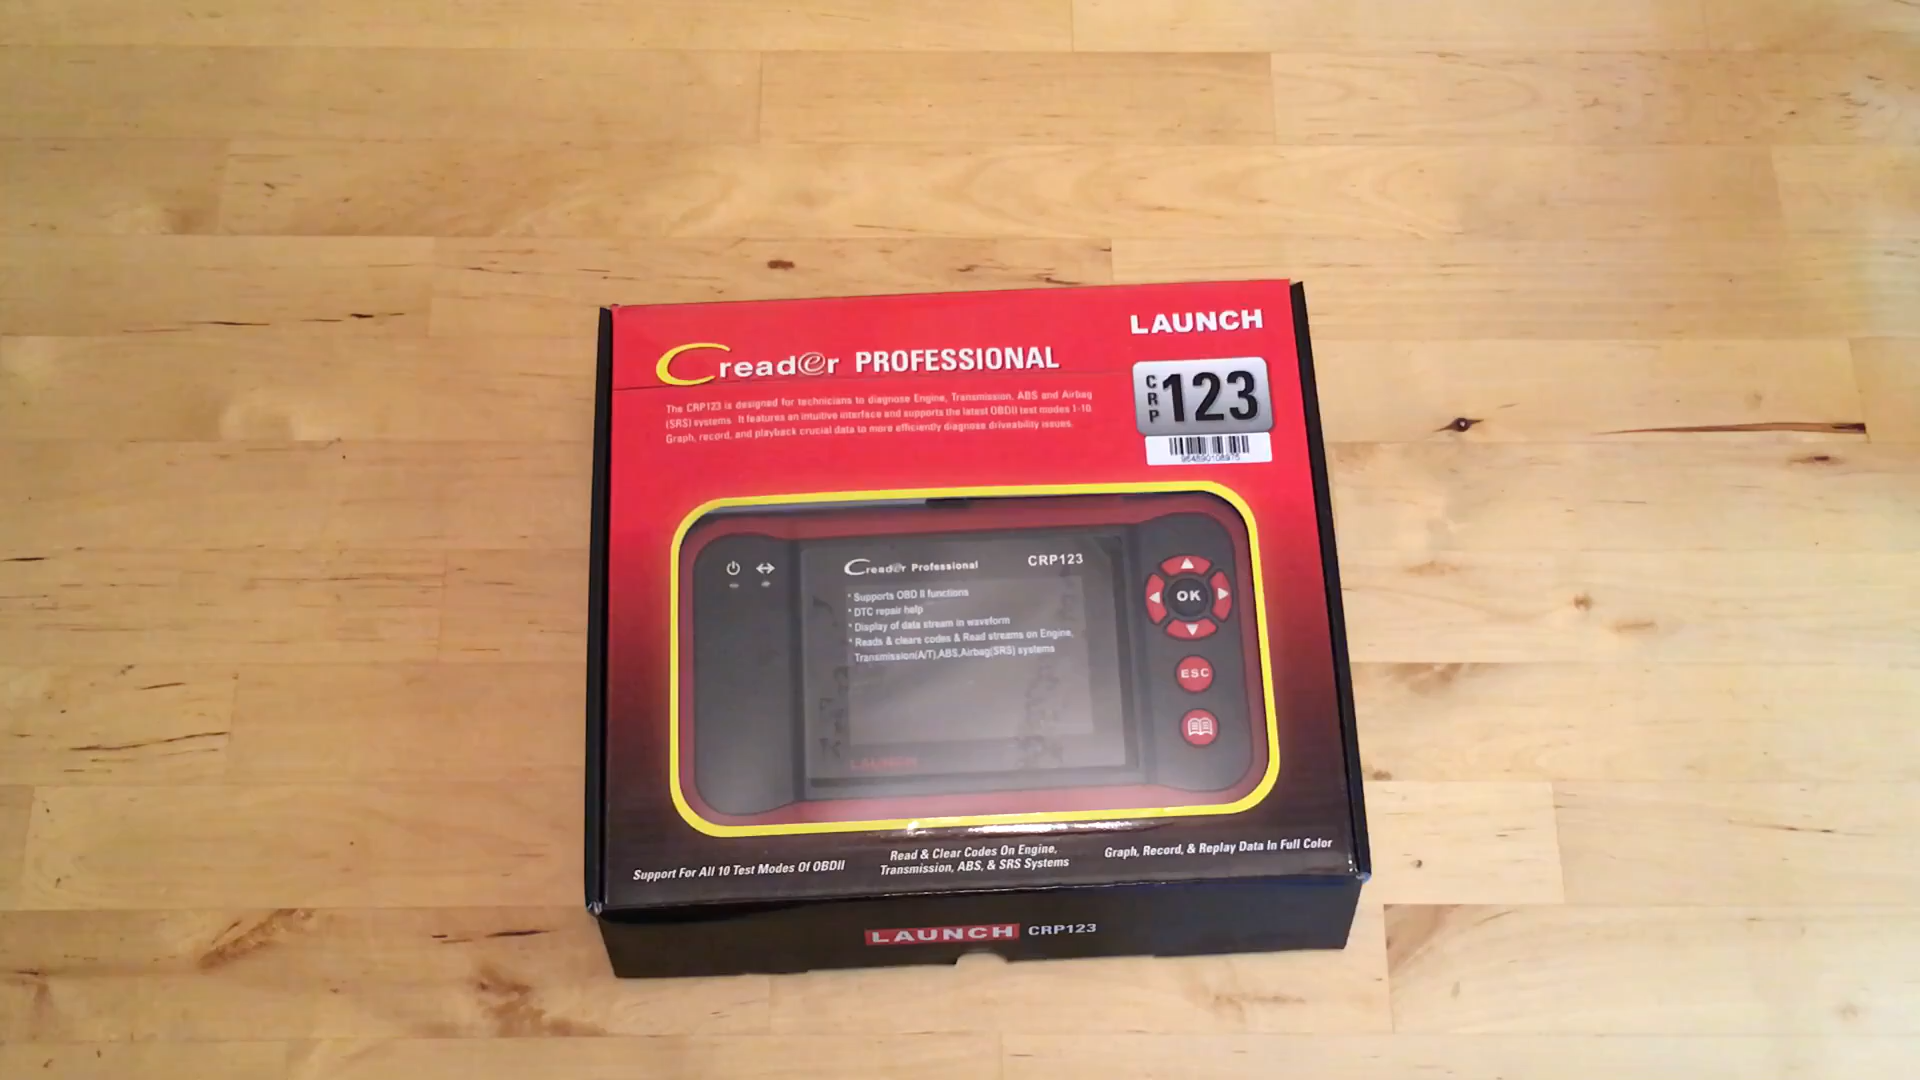 LAUNCH
Creader PROFESSIONAL
CRP 123
The CRP123 is designed for technicians to diagnose Engine, Transmission, ABS and Airbag
(SRS) systems. It features an intuitive interface and supports the latest OBDII test modes 1-10.
Graph, record, and playback crucial data to more efficiently diagnose driveability issues.
Creader Professional CRP123
* Supports OBD II functions
* DTC repair help
* Display of data stream in waveform
* Reads & clears codes & Read streams on Engine,
Transmission(A/T),ABS,Airbag(SRS) systems
LAUNCH
OK
ESC
Support For All 10 Test Modes Of OBDII
Read & Clear Codes On Engine,
Transmission, ABS, & SRS Systems
Graph, Record, & Replay Data In Full Color
LAUNCH CRP123